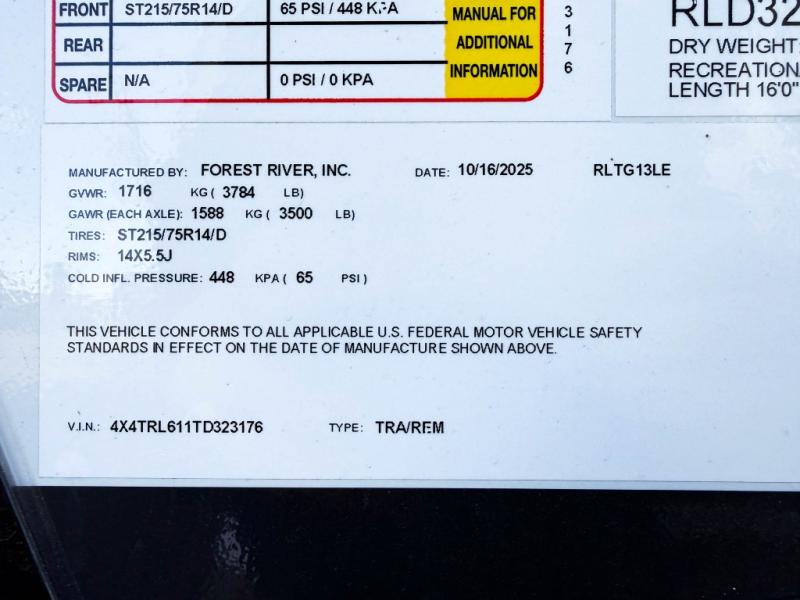 FRONT ST215/75R14/D 65 PSI / 448 KPA
MANUAL FOR
ADDITIONAL
INFORMATION
REAR
SPARE N/A 0 PSI / 0 KPA
3
1
7
6
RLD32
DRY WEIGHT:
RECREATION
LENGTH 16'0"
MANUFACTURED BY: FOREST RIVER, INC. DATE: 10/16/2025 RLTG13LE
GVWR: 1716 KG ( 3784 LB)
GAWR (EACH AXLE): 1588 KG ( 3500 LB)
TIRES: ST215/75R14/D
RIMS: 14X5.5J
COLD INFL. PRESSURE: 448 KPA ( 65 PSI )
THIS VEHICLE CONFORMS TO ALL APPLICABLE U.S. FEDERAL MOTOR VEHICLE SAFETY
STANDARDS IN EFFECT ON THE DATE OF MANUFACTURE SHOWN ABOVE.
V.I.N.: 4X4TRL611TD323176 TYPE: TRA/REM